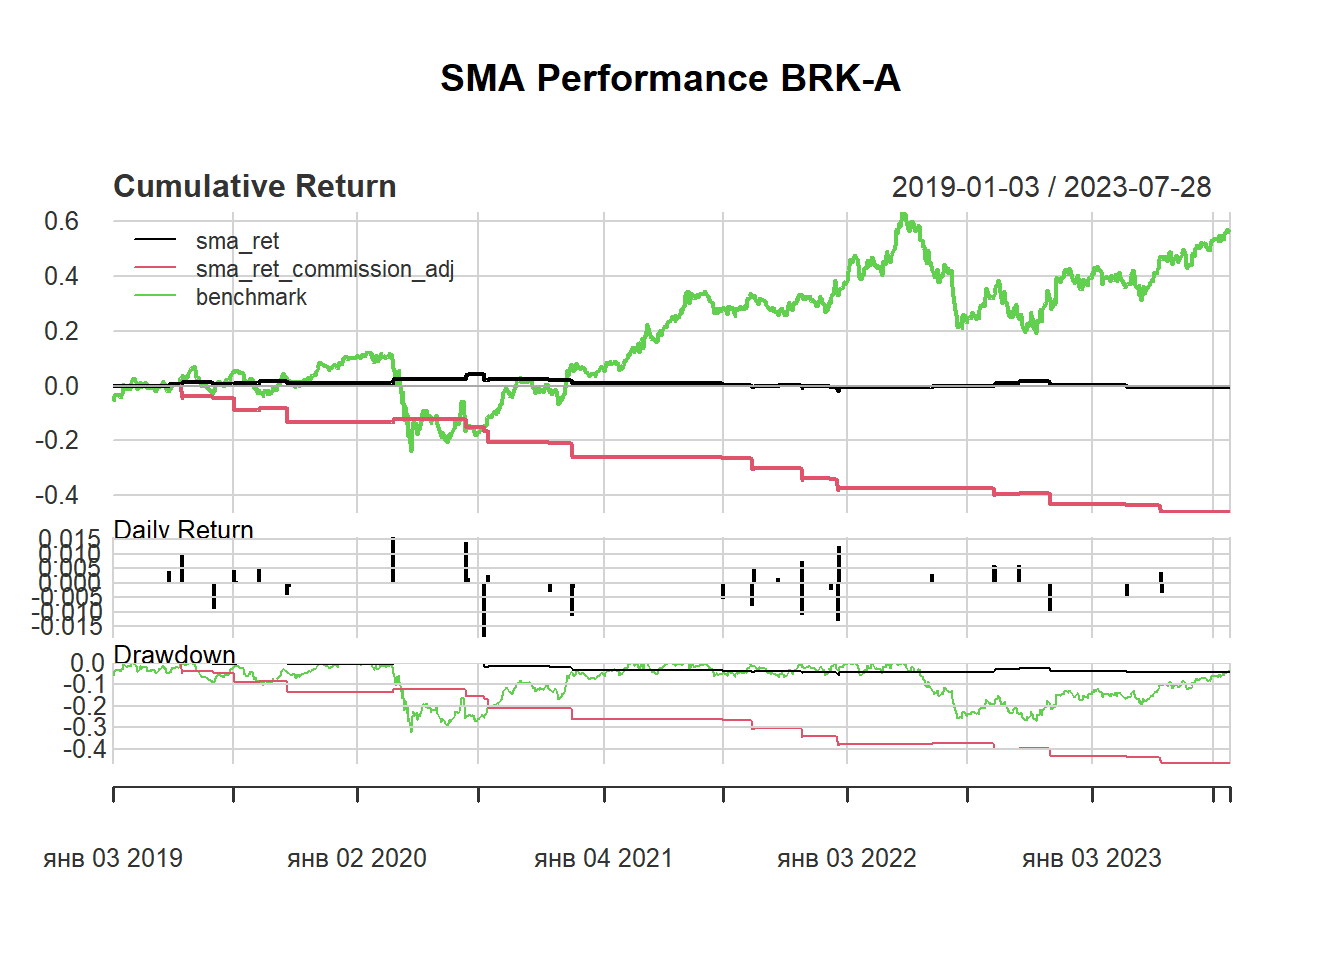 SMA Performance BRK-A
Cumulative Return 2019-01-03 / 2023-07-28
0.6
sma_ret
sma_ret_commission_adj
benchmark
0.4
0.2
0.0
-0.2
-0.4
Daily Return
0.015
0.010
0.005
0.000
-0.005
-0.010
-0.015
Drawdown
0.0
-0.1
-0.2
-0.3
-0.4
янв 03 2019 янв 02 2020 янв 04 2021 янв 03 2022 янв 03 2023